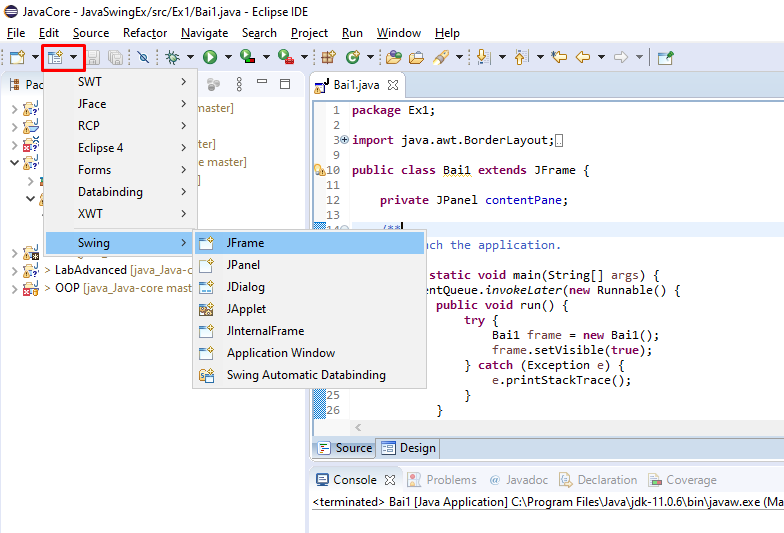 JavaCore - JavaSwingEx/src/Ex1/Bai1.java - Eclipse IDE
File Edit Source Refactor Navigate Search Project Run Window Help
Pac
SWT
JFace
RCP
Eclipse 4
Forms
Databinding
XWT
Swing
JFrame
JPanel
JDialog
JApplet
JInternalFrame
Application Window
Swing Automatic Databinding
master]
e master]
]
> LabAdvanced [java_Java-c
> OOP [java_Java-core mast
Bai1.java
1 package Ex1;
2
3 import java.awt.BorderLayout;
9
10 public class Bai1 extends JFrame {
11
12 private JPanel contentPane;
13
14 /**
ch the application.
static void main(String[] args) {
entQueue.invokeLater(new Runnable() {
public void run() {
try {
Bai1 frame = new Bai1();
frame.setVisible(true);
} catch (Exception e) {
e.printStackTrace();
25 }
26 }
Source Design
Console Problems @ Javadoc Declaration Coverage
<terminated> Bai1 [Java Application] C:\Program Files\Java\jdk-11.0.6\bin\javaw.exe (Ma